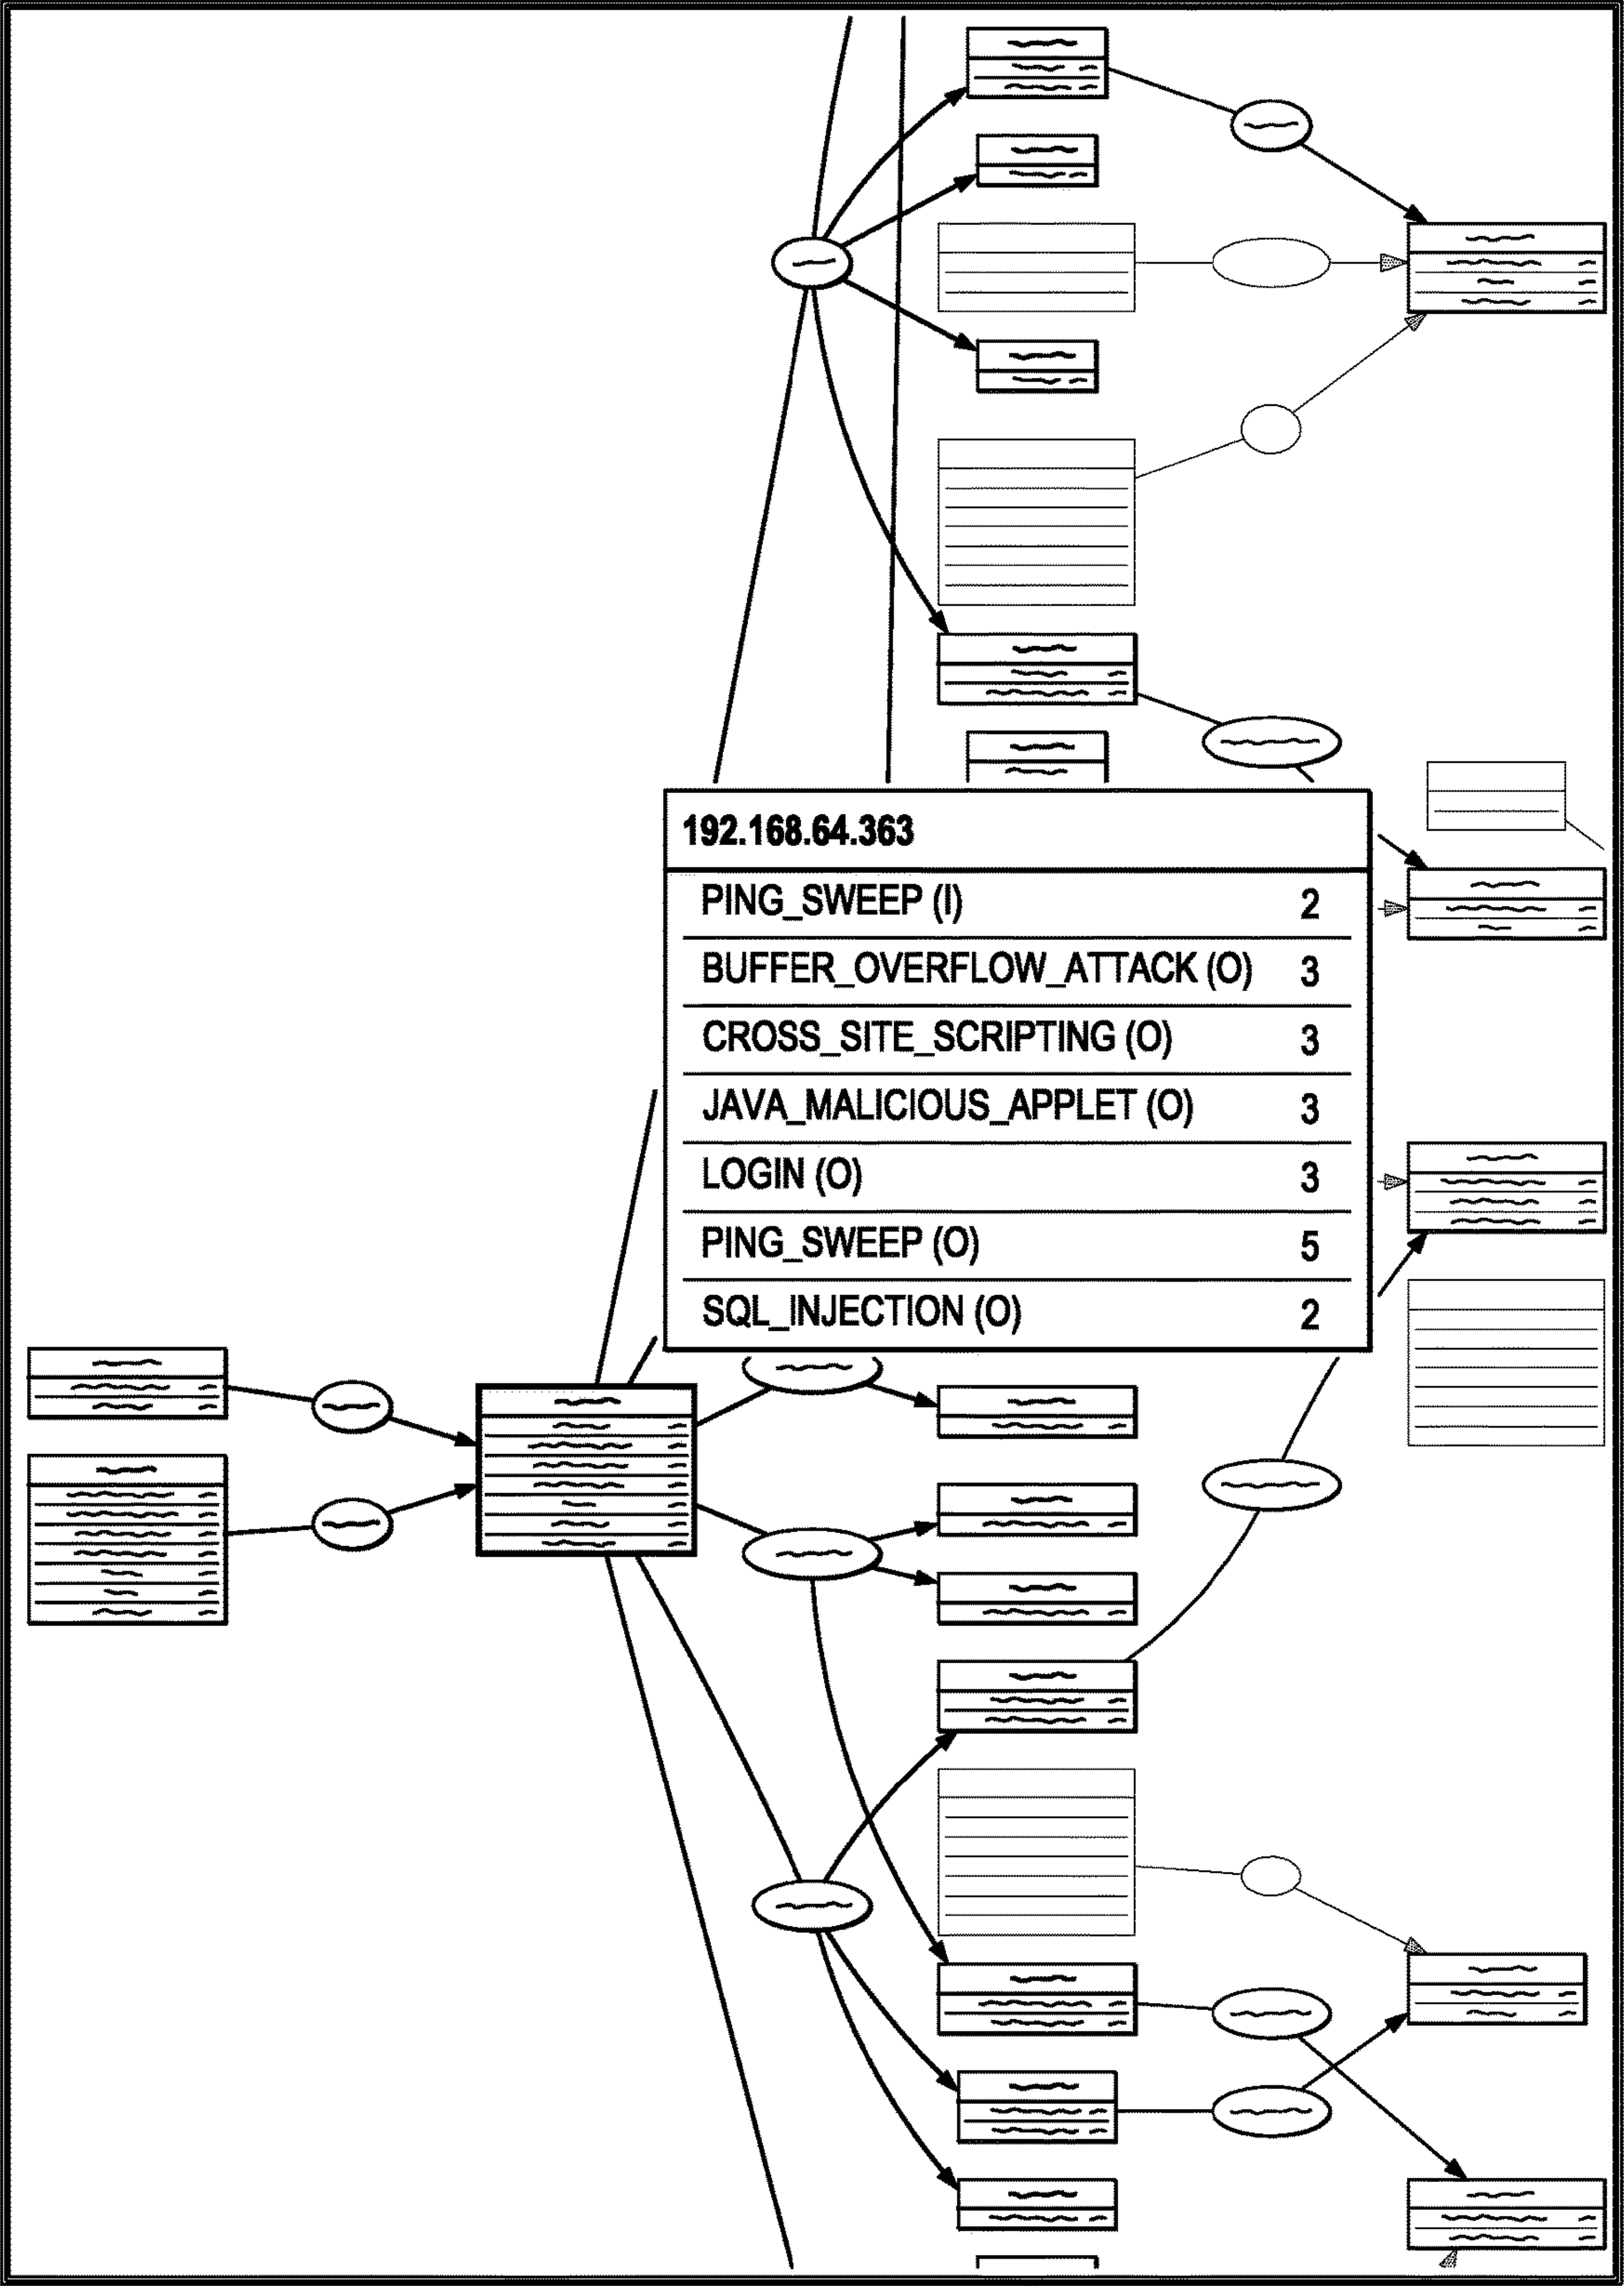 192.168.64.363
PING_SWEEP (I) 2
BUFFER_OVERFLOW_ATTACK (O) 3
CROSS_SITE_SCRIPTING (O) 3
JAVA_MALICIOUS_APPLET (O) 3
LOGIN (O) 3
PING_SWEEP (O) 5
SQL_INJECTION (O) 2